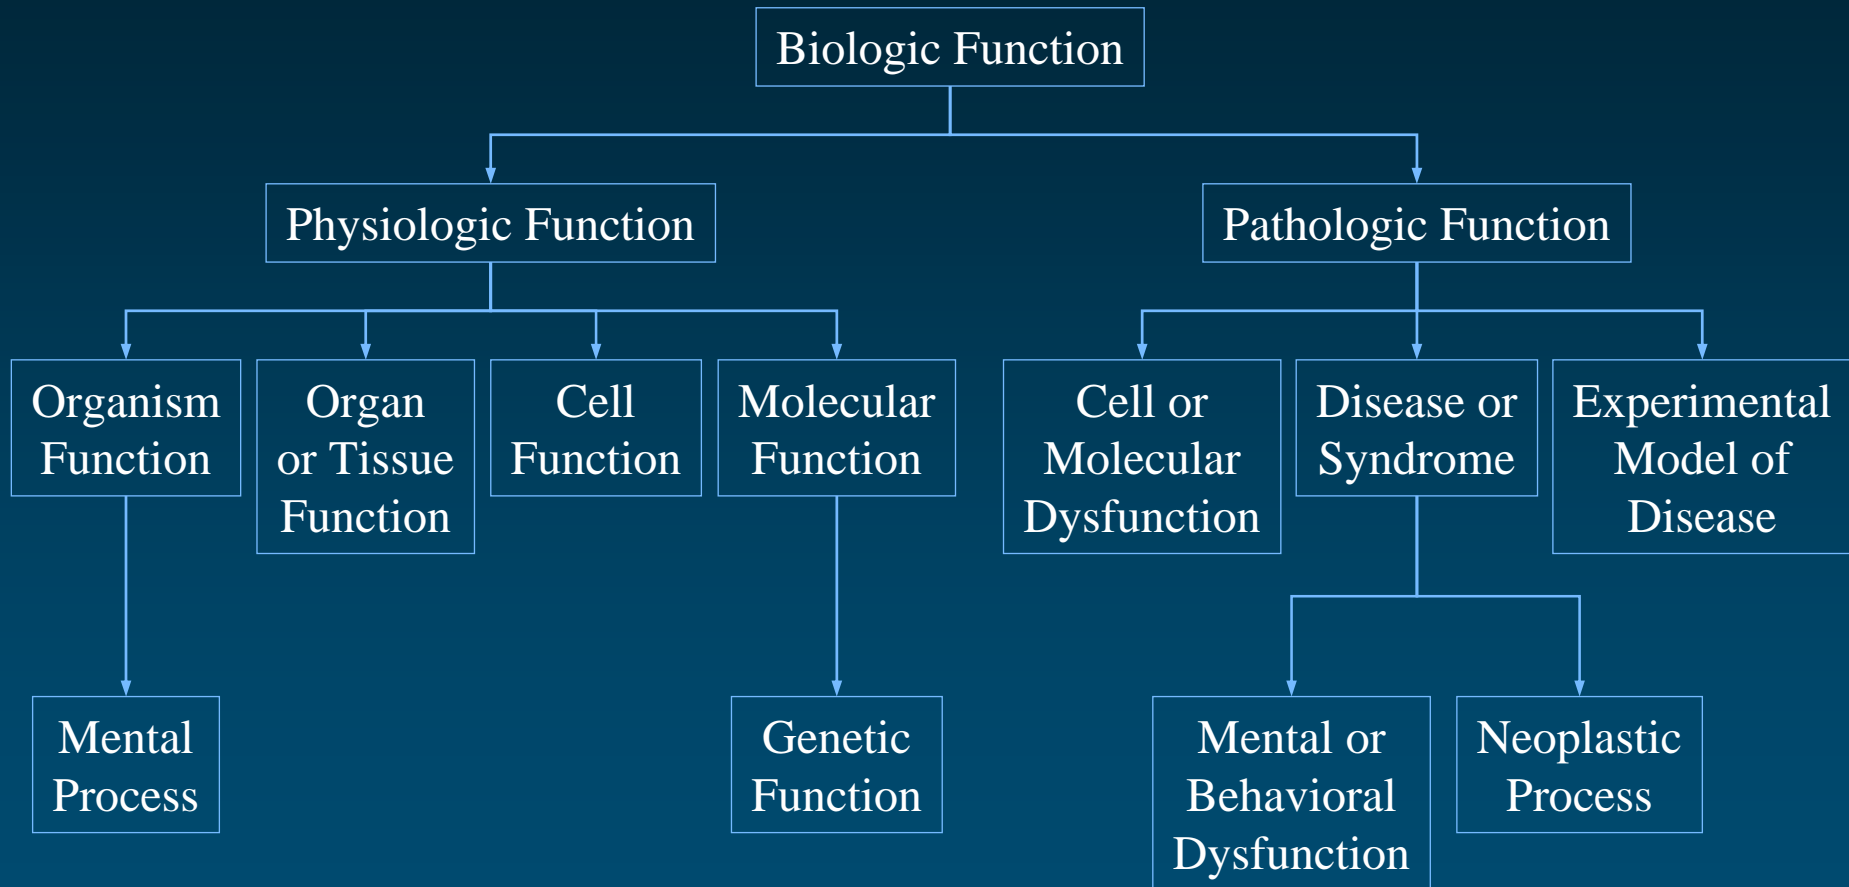 Biologic Function
Physiologic Function
Pathologic Function
Organism
Function
Organ
or Tissue
Function
Cell
Function
Molecular
Function
Cell or
Molecular
Dysfunction
Disease or
Syndrome
Experimental
Model of
Disease
Mental
Process
Genetic
Function
Mental or
Behavioral
Dysfunction
Neoplastic
Process